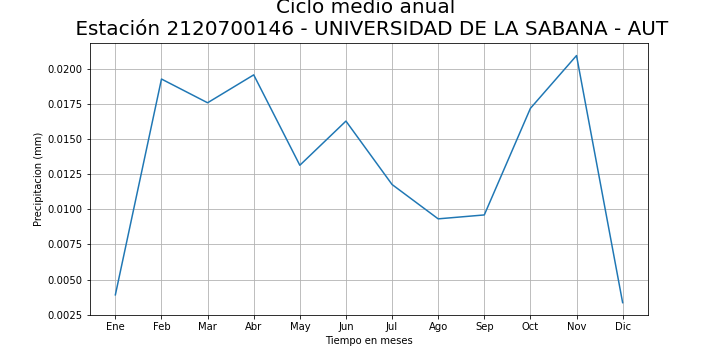 Ciclo medio anual
Estación 2120700146 - UNIVERSIDAD DE LA SABANA - AUT
0.0200
0.0175
0.0150
0.0125
0.0100
0.0075
0.0050
0.0025
Precipitacion (mm)
Ene Feb Mar Abr May Jun Jul Ago Sep Oct Nov Dic
Tiempo en meses